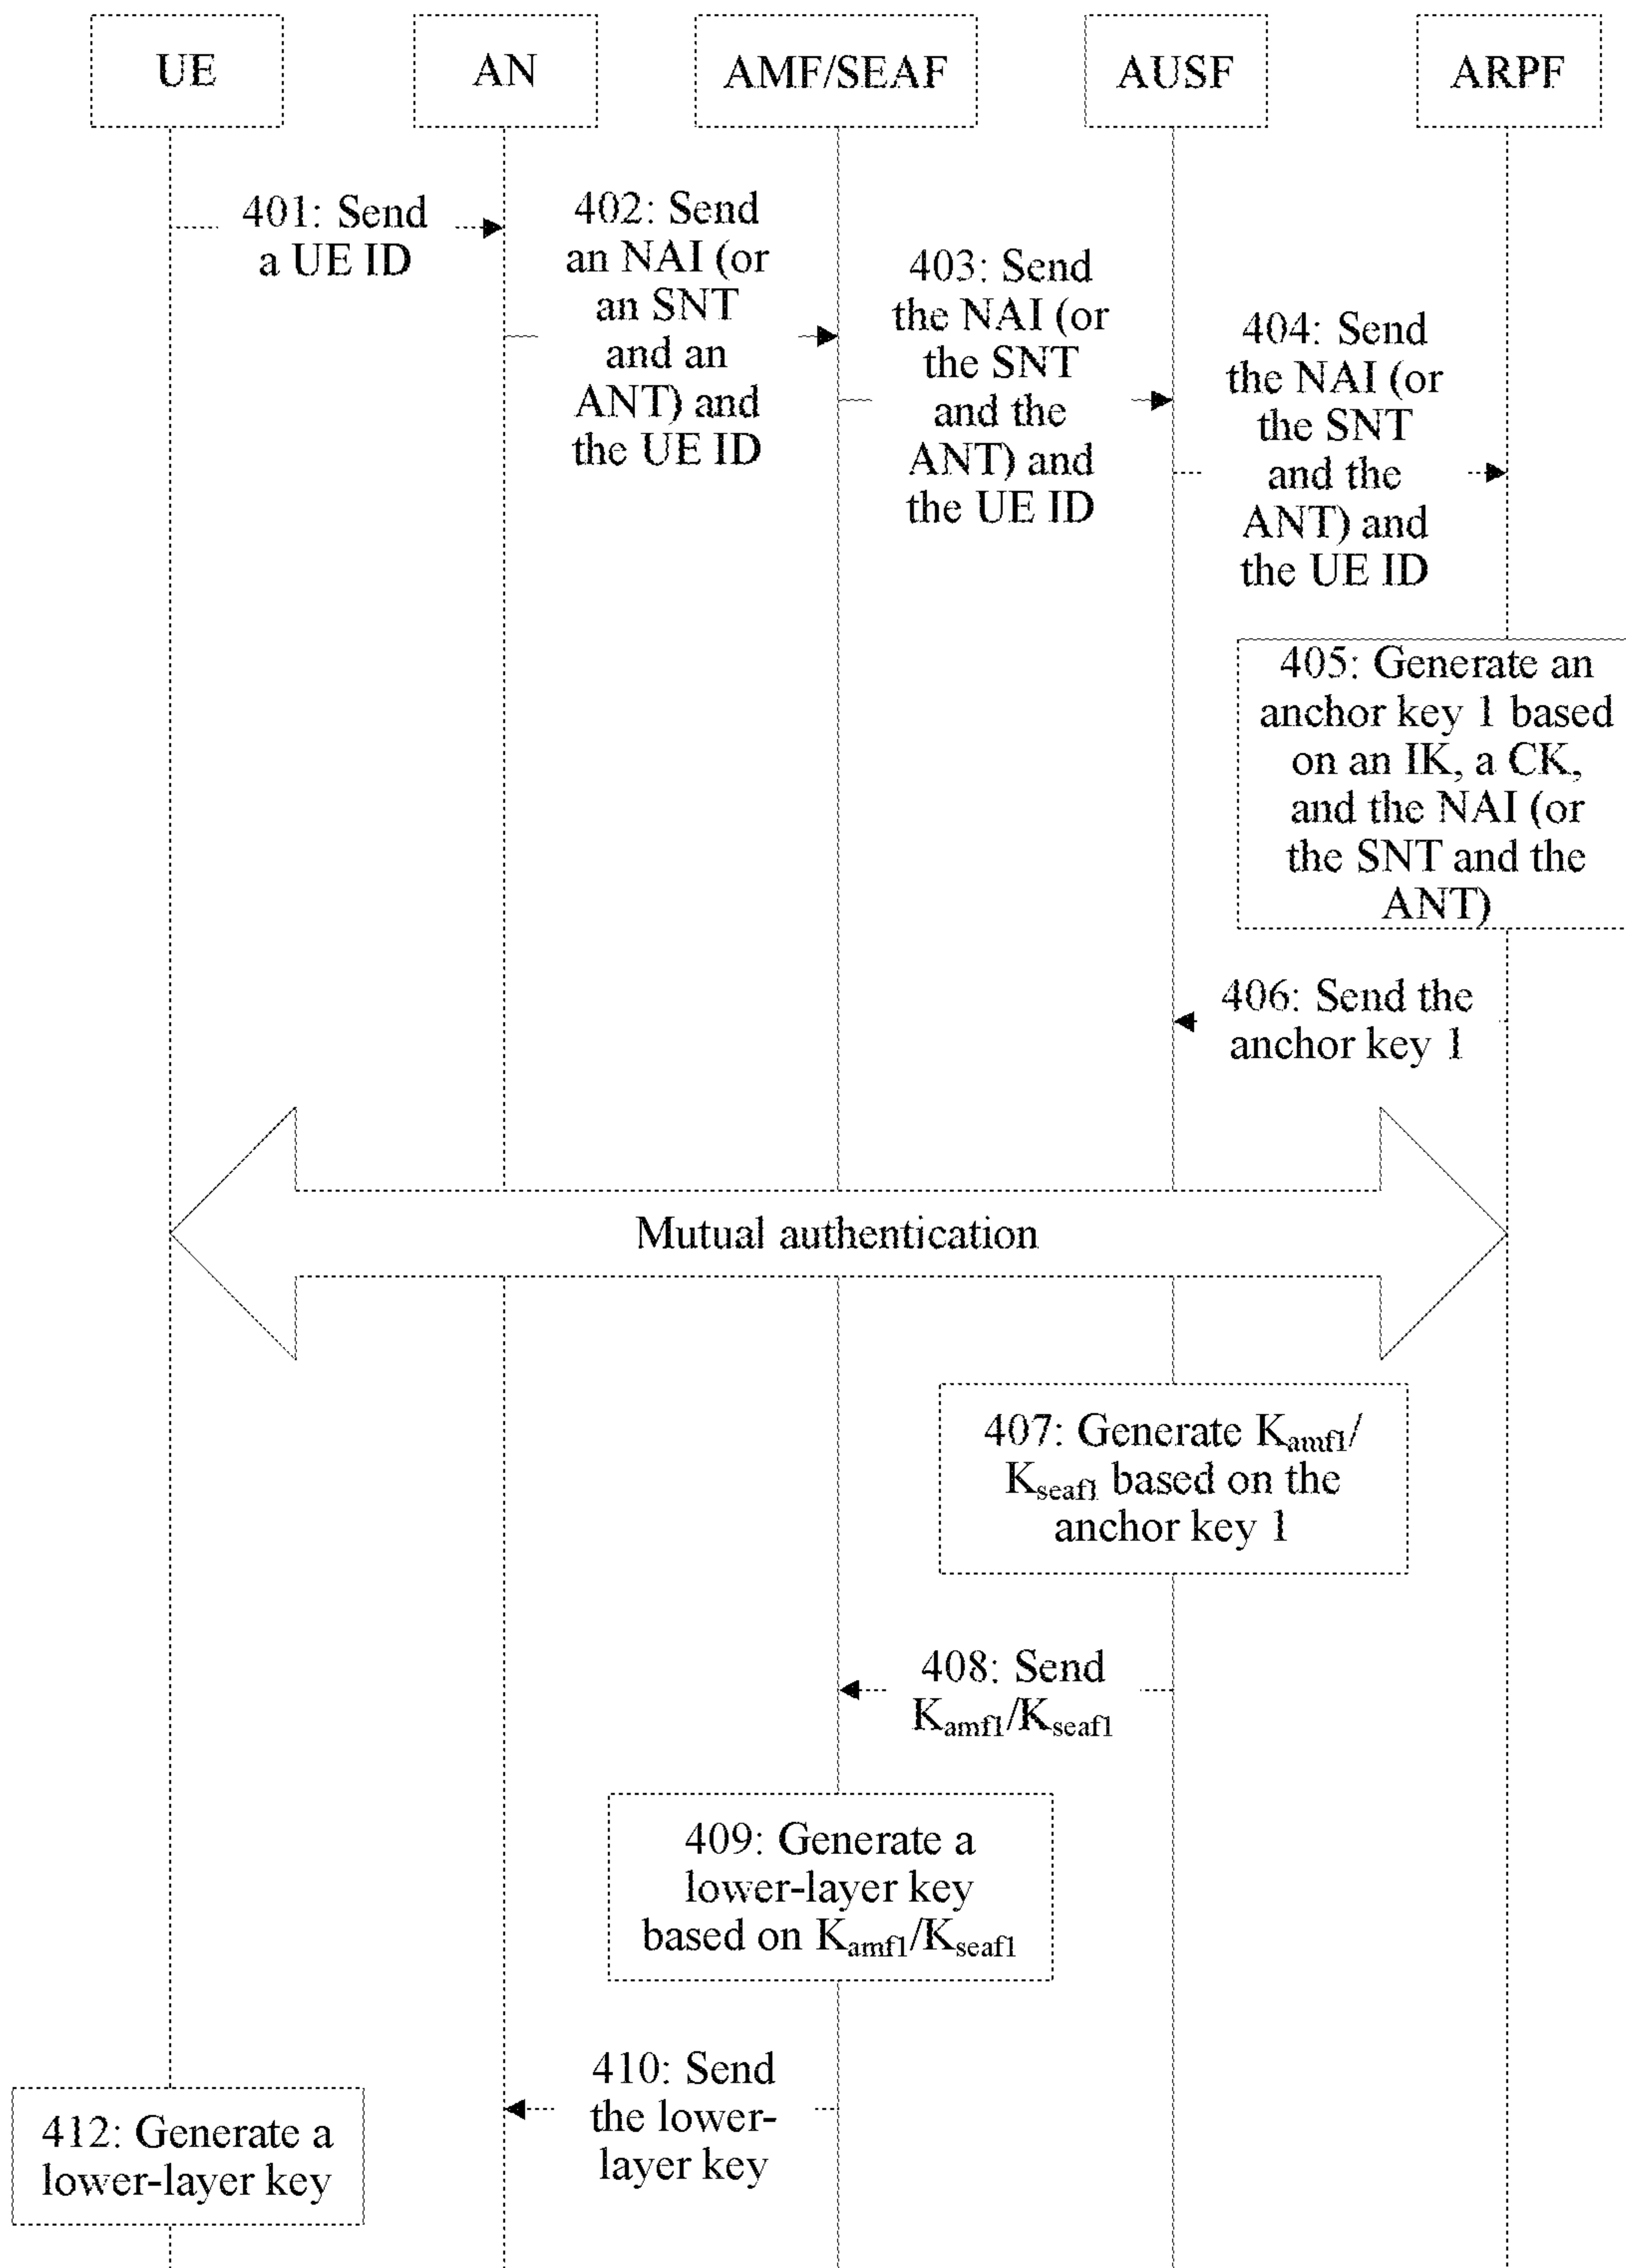 UE
AN
AMF/SEAF
AUSF
ARPF
401: Send
a UE ID
402: Send
an NAI (or
an SNT
and an
ANT) and
the UE ID
403: Send
the NAI (or
the SNT
and the
ANT) and
the UE ID
404: Send
the NAI (or
the SNT
and the
ANT) and
the UE ID
405: Generate an
anchor key 1 based
on an IK, a CK,
and the NAI (or
the SNT and the
ANT)
406: Send the
anchor key 1
Mutual authentication
407: Generate Kamf1/
Kseaf1 based on the
anchor key 1
408: Send
Kamf1/Kseaf1
409: Generate a
lower-layer key
based on Kamf1/Kseaf1
410: Send
the lower-
layer key
412: Generate a
lower-layer key